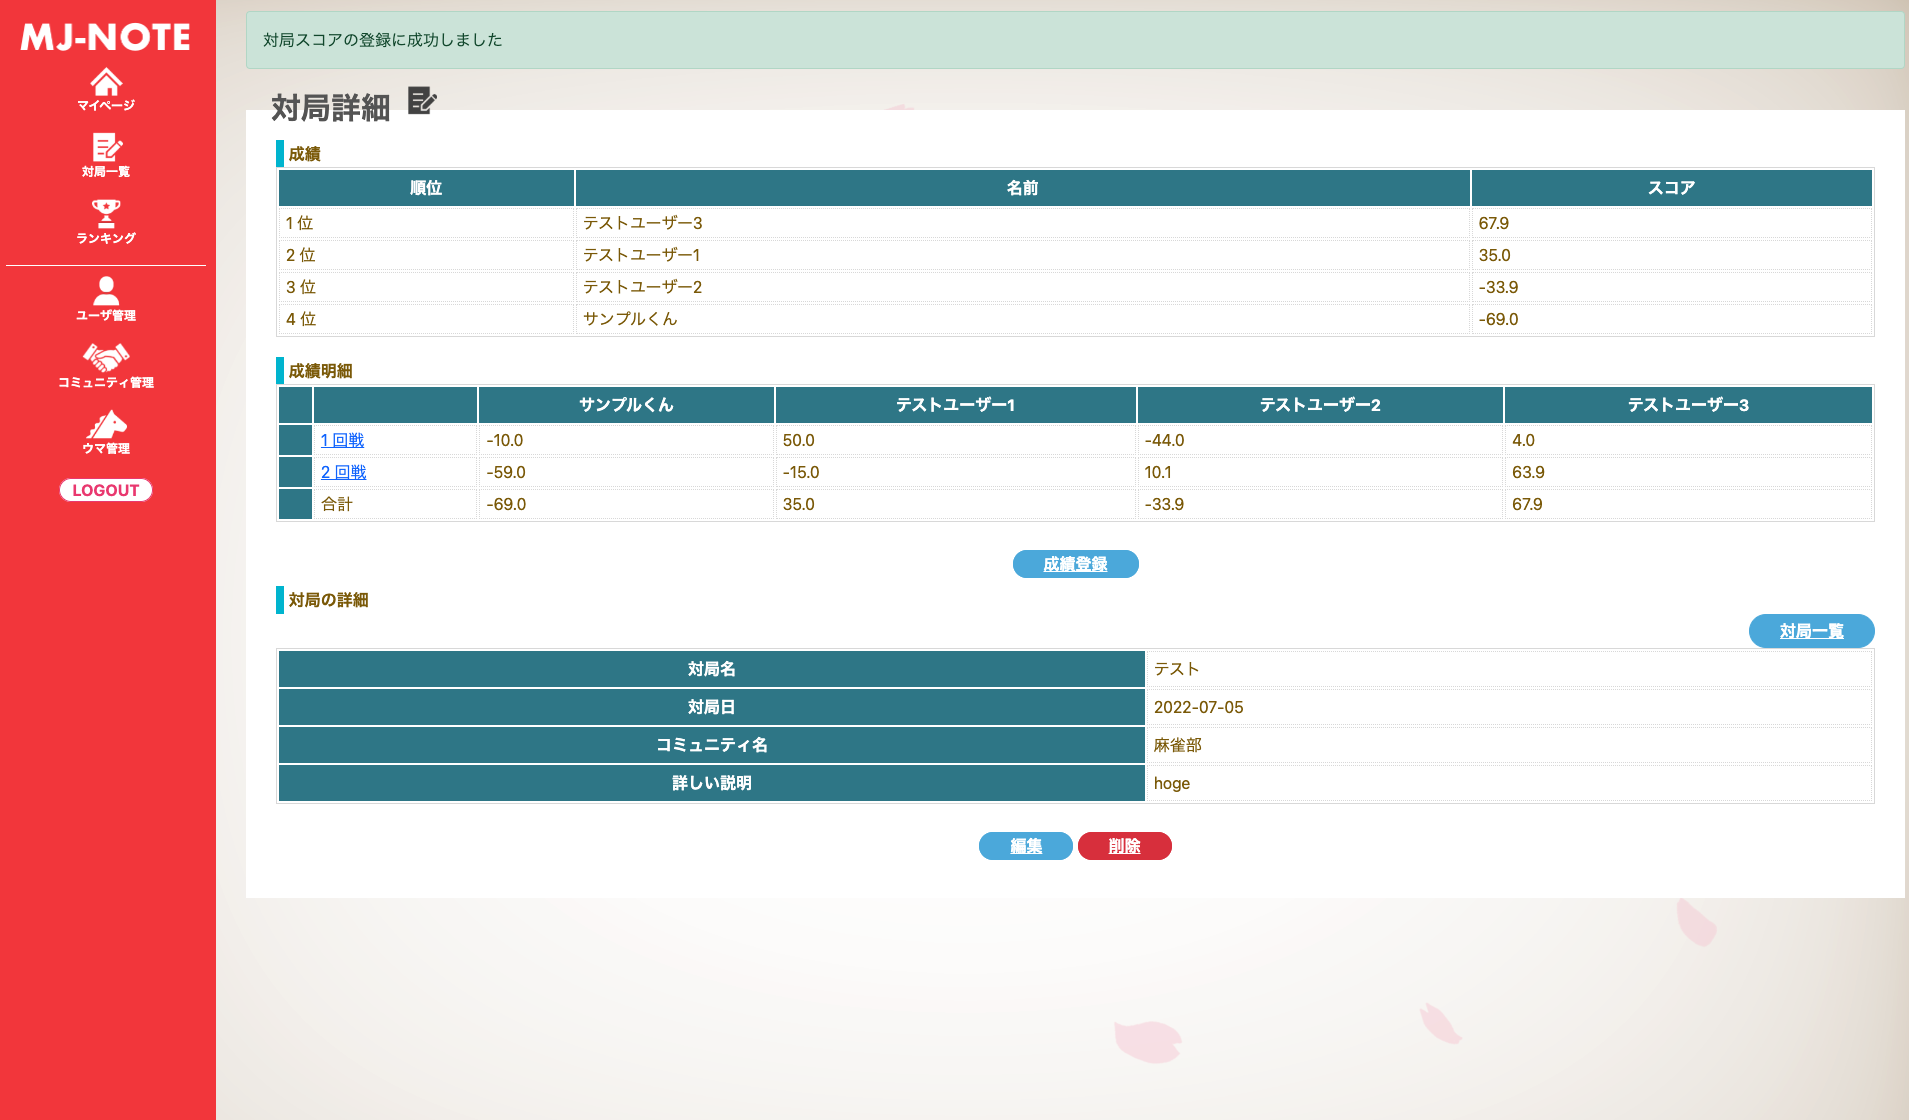 MJ-NOTE
マイページ
対局一覧
ランキング
ユーザ管理
コミュニティ管理
ウマ管理
LOGOUT
対局スコアの登録に成功しました
対局詳細
成績
順位 名前 スコア
1 位 テストユーザー3 67.9
2 位 テストユーザー1 35.0
3 位 テストユーザー2 -33.9
4 位 サンプルくん -69.0
成績明細
サンプルくん テストユーザー1 テストユーザー2 テストユーザー3
1 回戦 -10.0 50.0 -44.0 4.0
2 回戦 -59.0 -15.0 10.1 63.9
合計 -69.0 35.0 -33.9 67.9
成績登録
対局の詳細
対局一覧
対局名 テスト
対局日 2022-07-05
コミュニティ名 麻雀部
詳しい説明 hoge
編集 削除